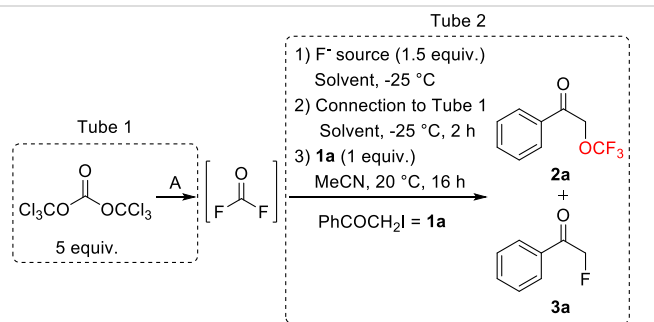 Tube 2
1) F⁻ source (1.5 equiv.)
Solvent, -25 °C
2) Connection to Tube 1
Solvent, -25 °C, 2 h
3) 1a (1 equiv.)
MeCN, 20 °C, 16 h
PhCOCH₂I = 1a
Tube 1
O
Cl₃CO OCCl₃
5 equiv.
A
O
F F
O
OCF₃
2a
+
O
F
3a